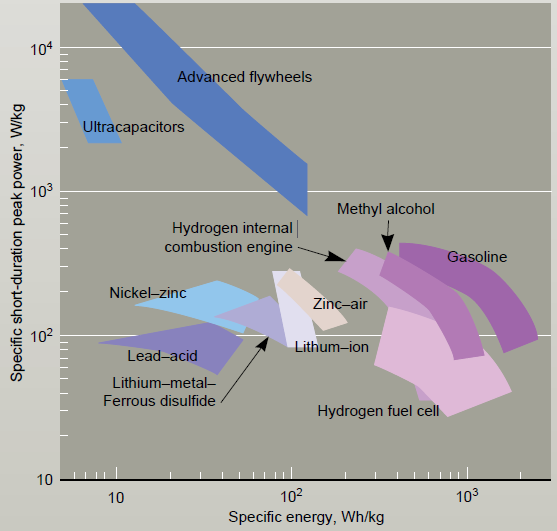 Specific short-duration peak power, W/kg
10⁴
10³
10²
10
Advanced flywheels
Ultracapacitors
Methyl alcohol
Hydrogen internal
combustion engine
Gasoline
Nickel–zinc
Zinc–air
Lithum–ion
Lead–acid
Lithium–metal–
Ferrous disulfide
Hydrogen fuel cell
10
10²
10³
Specific energy, Wh/kg